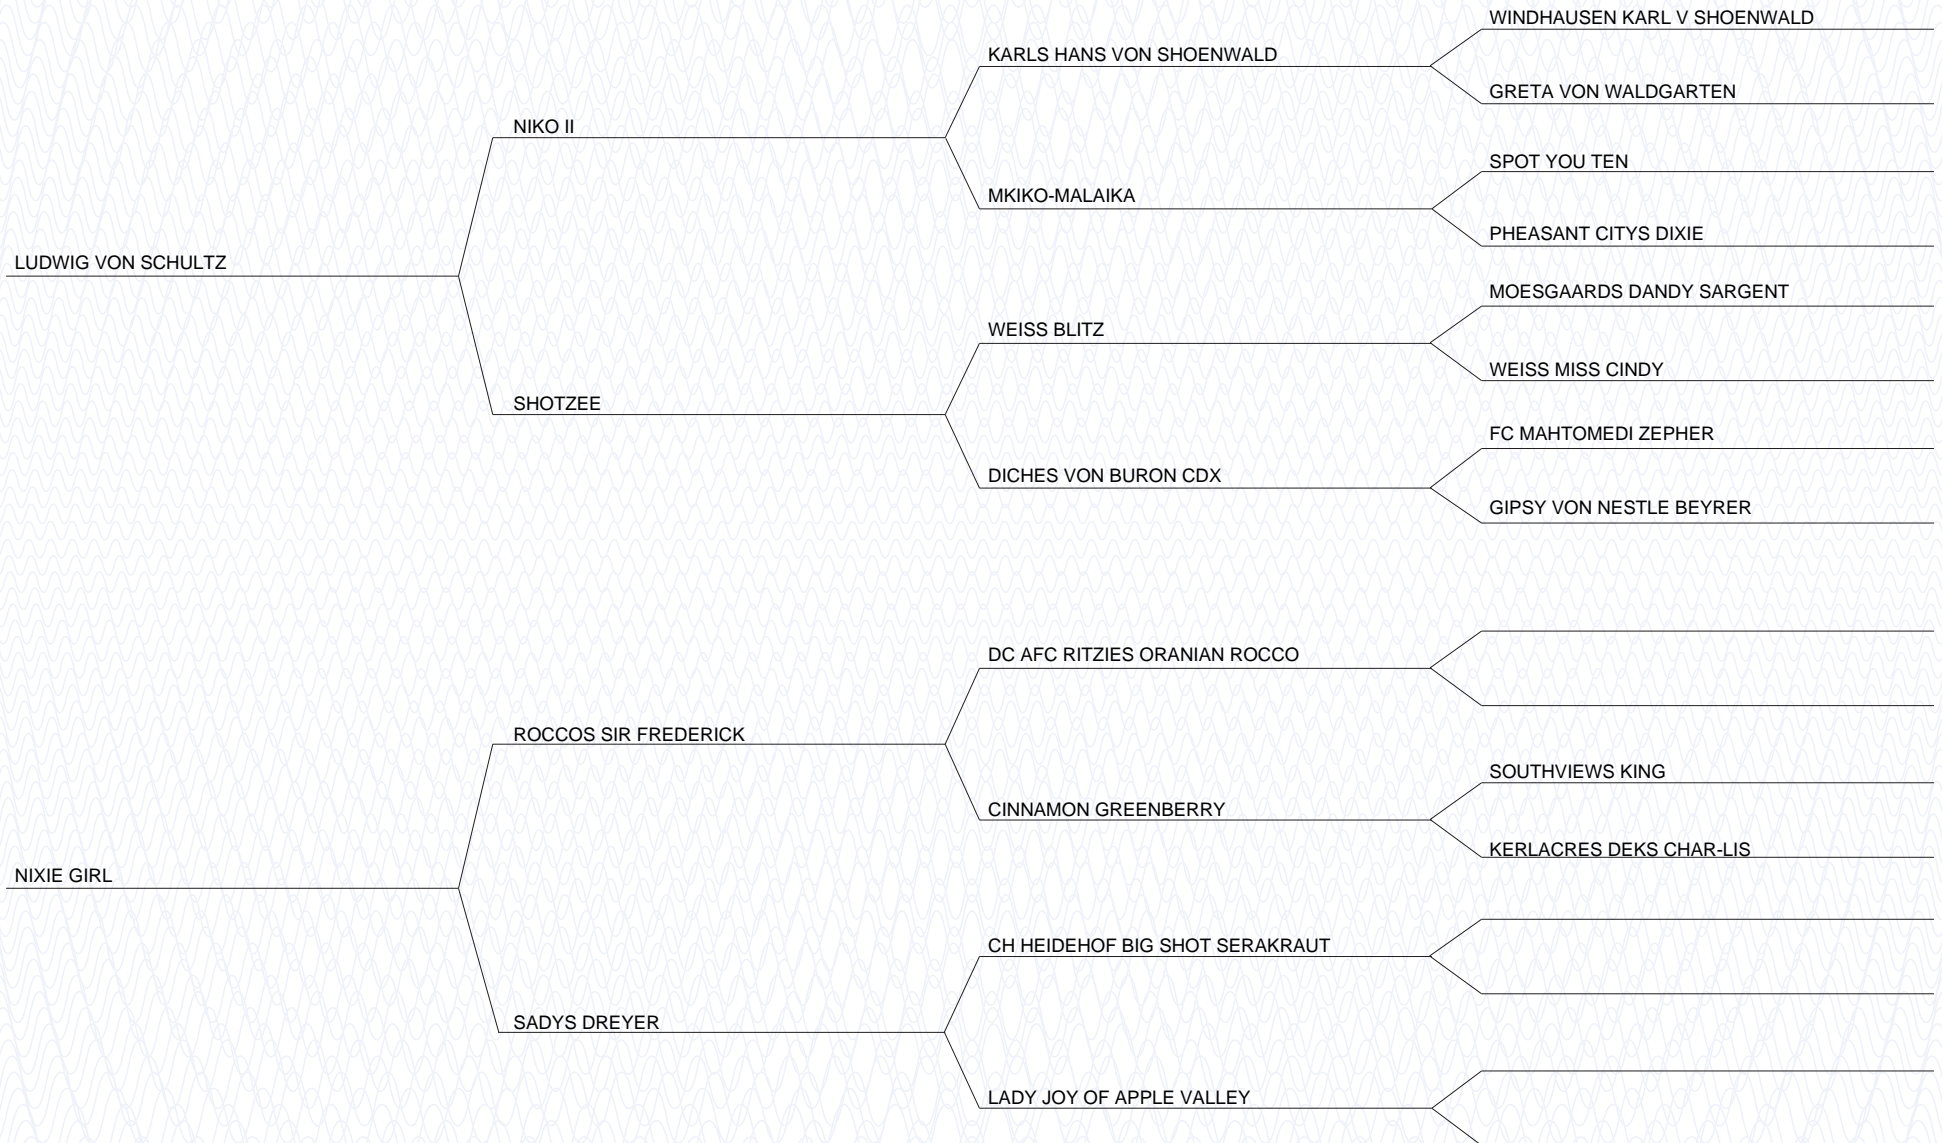 WINDHAUSEN KARL V SHOENWALD
KARLS HANS VON SHOENWALD
GRETA VON WALDGARTEN
NIKO II
SPOT YOU TEN
MKIKO-MALAIKA
PHEASANT CITYS DIXIE
LUDWIG VON SCHULTZ
MOESGAARDS DANDY SARGENT
WEISS BLITZ
WEISS MISS CINDY
SHOTZEE
FC MAHTOMEDI ZEPHER
DICHES VON BURON CDX
GIPSY VON NESTLE BEYRER
DC AFC RITZIES ORANIAN ROCCO
ROCCOS SIR FREDERICK
SOUTHVIEWS KING
CINNAMON GREENBERRY
KERLACRES DEKS CHAR-LIS
NIXIE GIRL
CH HEIDEHOF BIG SHOT SERAKRAUT
SADYS DREYER
LADY JOY OF APPLE VALLEY